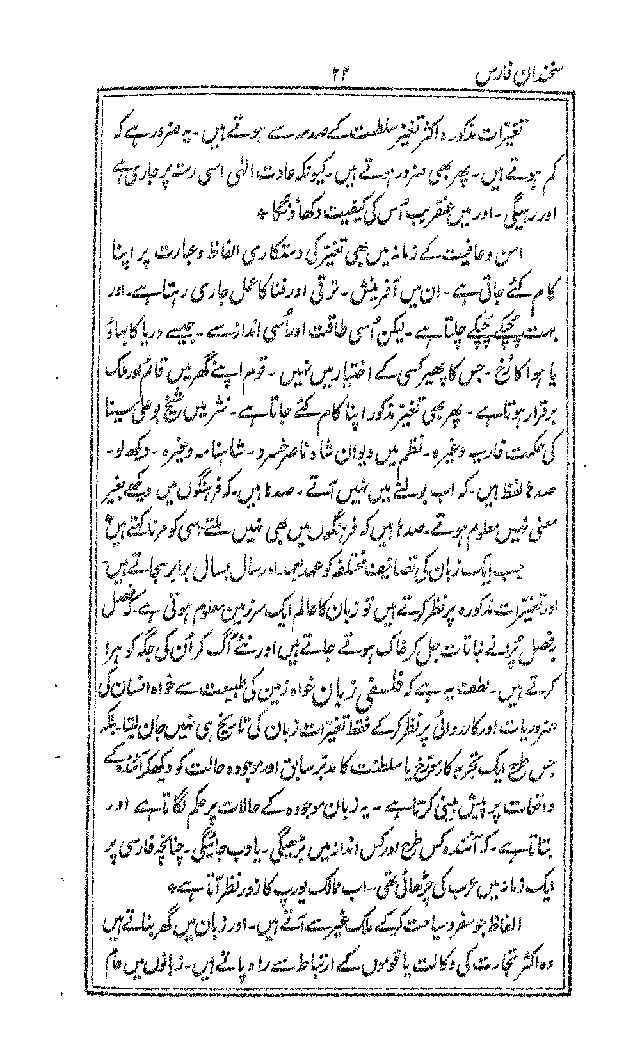 سخندان فارس ۲۴
تغیرات مذکورہ اکثر تغیر سلطنت کے صدمہ سے ہوتے ہیں۔ یہ ضرور ہے کہ
کم ہوتے ہیں۔ پھر بھی ضرور ہوتے ہیں۔ کیونکہ عادت الٰہی اسی رستہ پر جاری ہے
اور رہیگی۔ اور میں عنقریب اُس کی کیفیت دکھاؤنگا *
امن و عافیت کے زمانہ میں بھی تغیر کی دستکاری الفاظ و عبارت پر اپنا
کام کئے جاتی ہے۔ ان میں آفرینش۔ ترقی اور فنا کا عمل جاری رہتا ہے۔ اور
بہت چپکے چپکے چلتا ہے۔ لیکن اُسی طاقت اور اُسی انداز سے۔ جیسے دریا کا بہاؤ
یا ہوا کا رُخ۔ جس کا پھیر کسی کے اختیار میں نہیں۔ قوم اپنے گھر میں قائم اور ملک
برقرار ہوتا ہے۔ پھر بھی تغیر مذکور اپنا کام کئے جاتا ہے۔ نثر میں شیخ بو علی سینا
کی حکمت فارسیہ وغیرہ۔ نظم میں دیوان شاہ ناصر خسرو۔ شاہنامہ وغیرہ۔ دیکھ لو۔
صدہا لفظ ہیں۔ کہ اب بولنے میں نہیں آتے۔ صدہا ہیں۔ کہ فرہنگوں میں دیکھے بغیر
معنی نہیں معلوم ہوتے۔ صدہا ہیں کہ فرہنگوں میں بھی نہیں ملتے اسی کو مرنا کہتے ہیں*
جب ایک زبان کی تصانیف مختلفہ کو عہد بعہد اور سال بسال برابر سجاتے ہیں۔
اور تغیرات مذکورہ پر نظر کرتے ہیں تو زبان کا عالم ایک سرزمین معلوم ہوتی ہے۔ کہ فصل
بفصل پُرانے نباتات جل کر خاک ہوتے جاتے ہیں اور نئے اُگ کر اُن کی جگہ کو ہرا
کرتے ہیں۔ لطف یہ ہے کہ فلسفی زبان خواہ زمین کی طبیعت سے خواہ انسان کی
ضروریات اور کارروائی پر نظر کرکے فقط تغیرات زبان کی تاریخ ہی نہیں جان لیتا۔ بلکہ
جس طرح ایک تجربہ کار مورخ یا سلطنت کا مدبر سابق اور موجودہ حالت کو دیکھکر آئندہ کے
واقعات پر پیش بینی کرتا ہے۔ یہ زبان موجودہ کے حالات پر حکم لگاتا ہے اور
بتاتا ہے۔ کہ آئندہ کس طرح اور کس انداز میں بڑھیگی۔ یا دب جائیگی۔ چنانچہ فارسی پر
ایک زمانہ میں عرب کی چڑھائی تھی۔ اب ممالک یورپ کا زور نظر آتا ہے*
الفاظ جو سفر و سیاحت کرکے ملک غیر سے آتے ہیں۔ اور زبان میں گھر بناتے ہیں
وہ اکثر تجارت کی وکالت یا قوموں کے ارتباط سے راہ پاتے ہیں۔ زبانوں میں عام